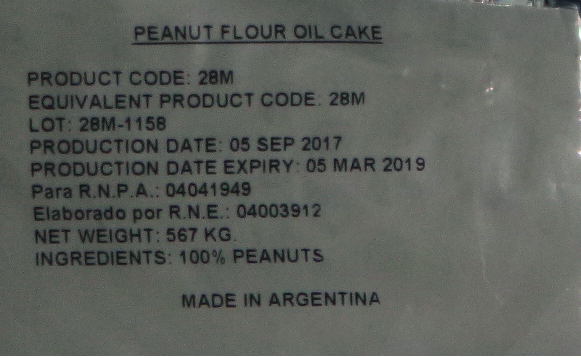 PEANUT FLOUR OIL CAKE
PRODUCT CODE: 28M
EQUIVALENT PRODUCT CODE: 28M
LOT: 28M-1158
PRODUCTION DATE: 05 SEP 2017
PRODUCTION DATE EXPIRY: 05 MAR 2019
Para R.N.P.A.: 04041949
Elaborado por R.N.E.: 04003912
NET WEIGHT: 567 KG.
INGREDIENTS: 100% PEANUTS
MADE IN ARGENTINA